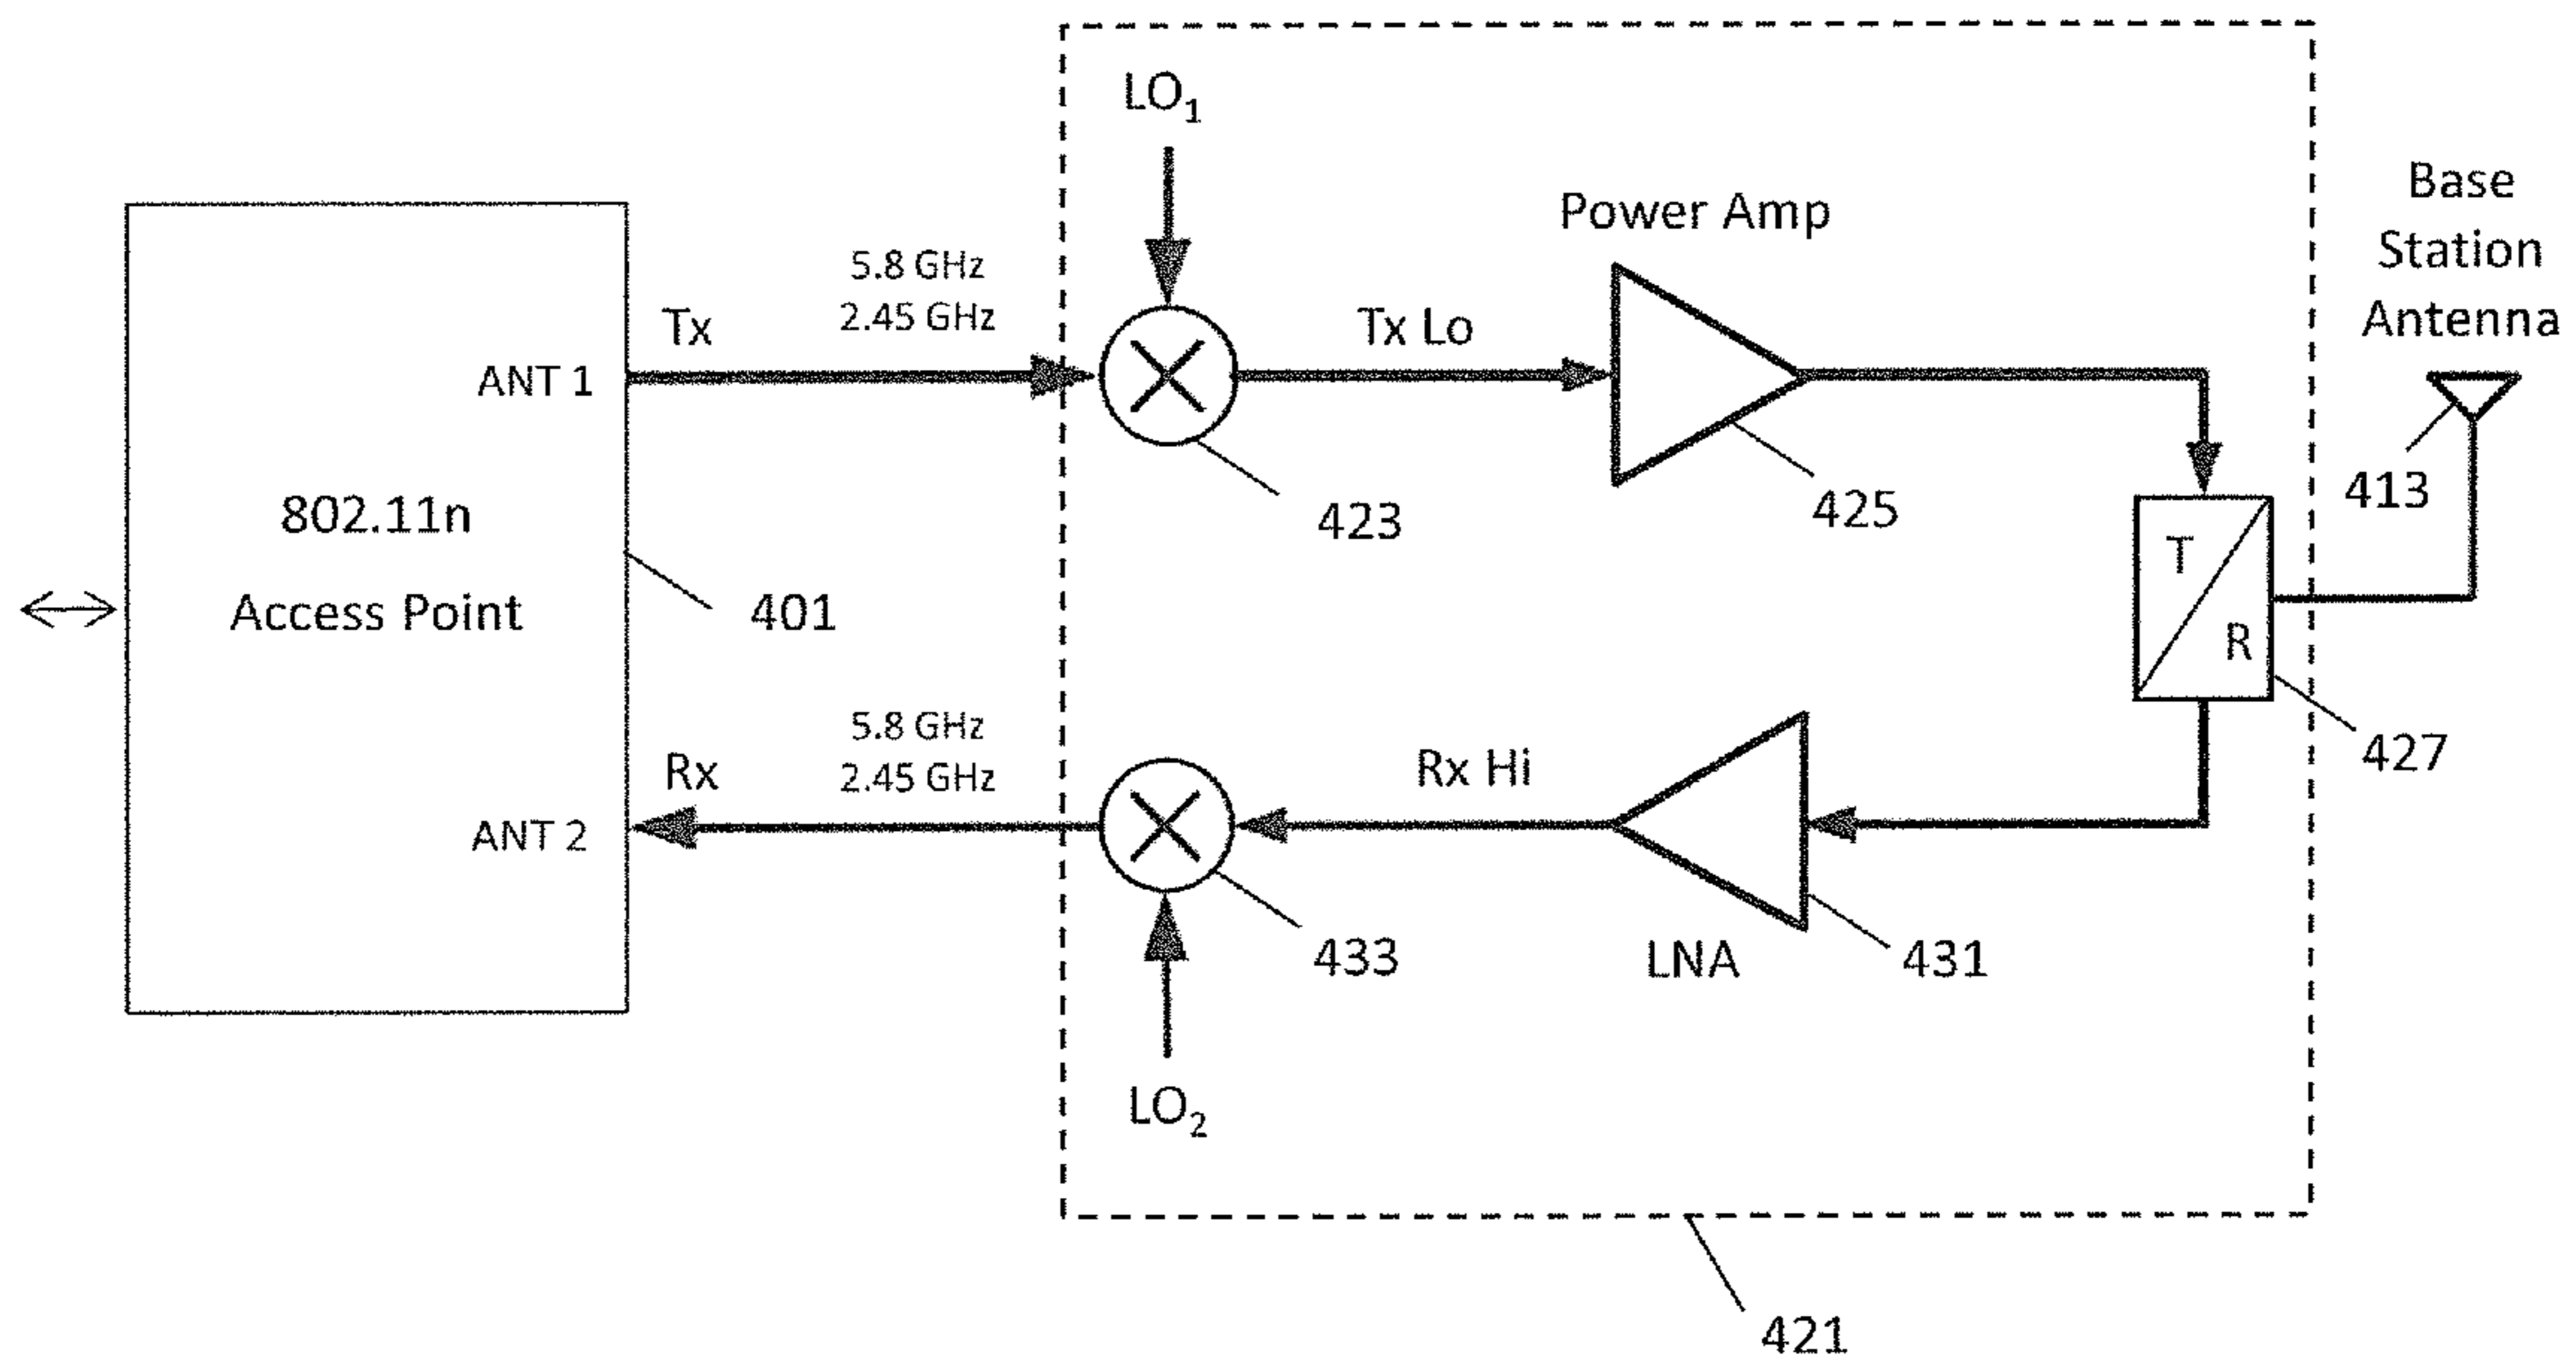 LO1
Base
Station
Antenna
Power Amp
5.8 GHz
2.45 GHz
Tx
Tx Lo
ANT 1
413
423
425
802.11n
Access Point
401
T
R
427
5.8 GHz
2.45 GHz
Rx
Rx Hi
ANT 2
433
LNA
431
LO2
421